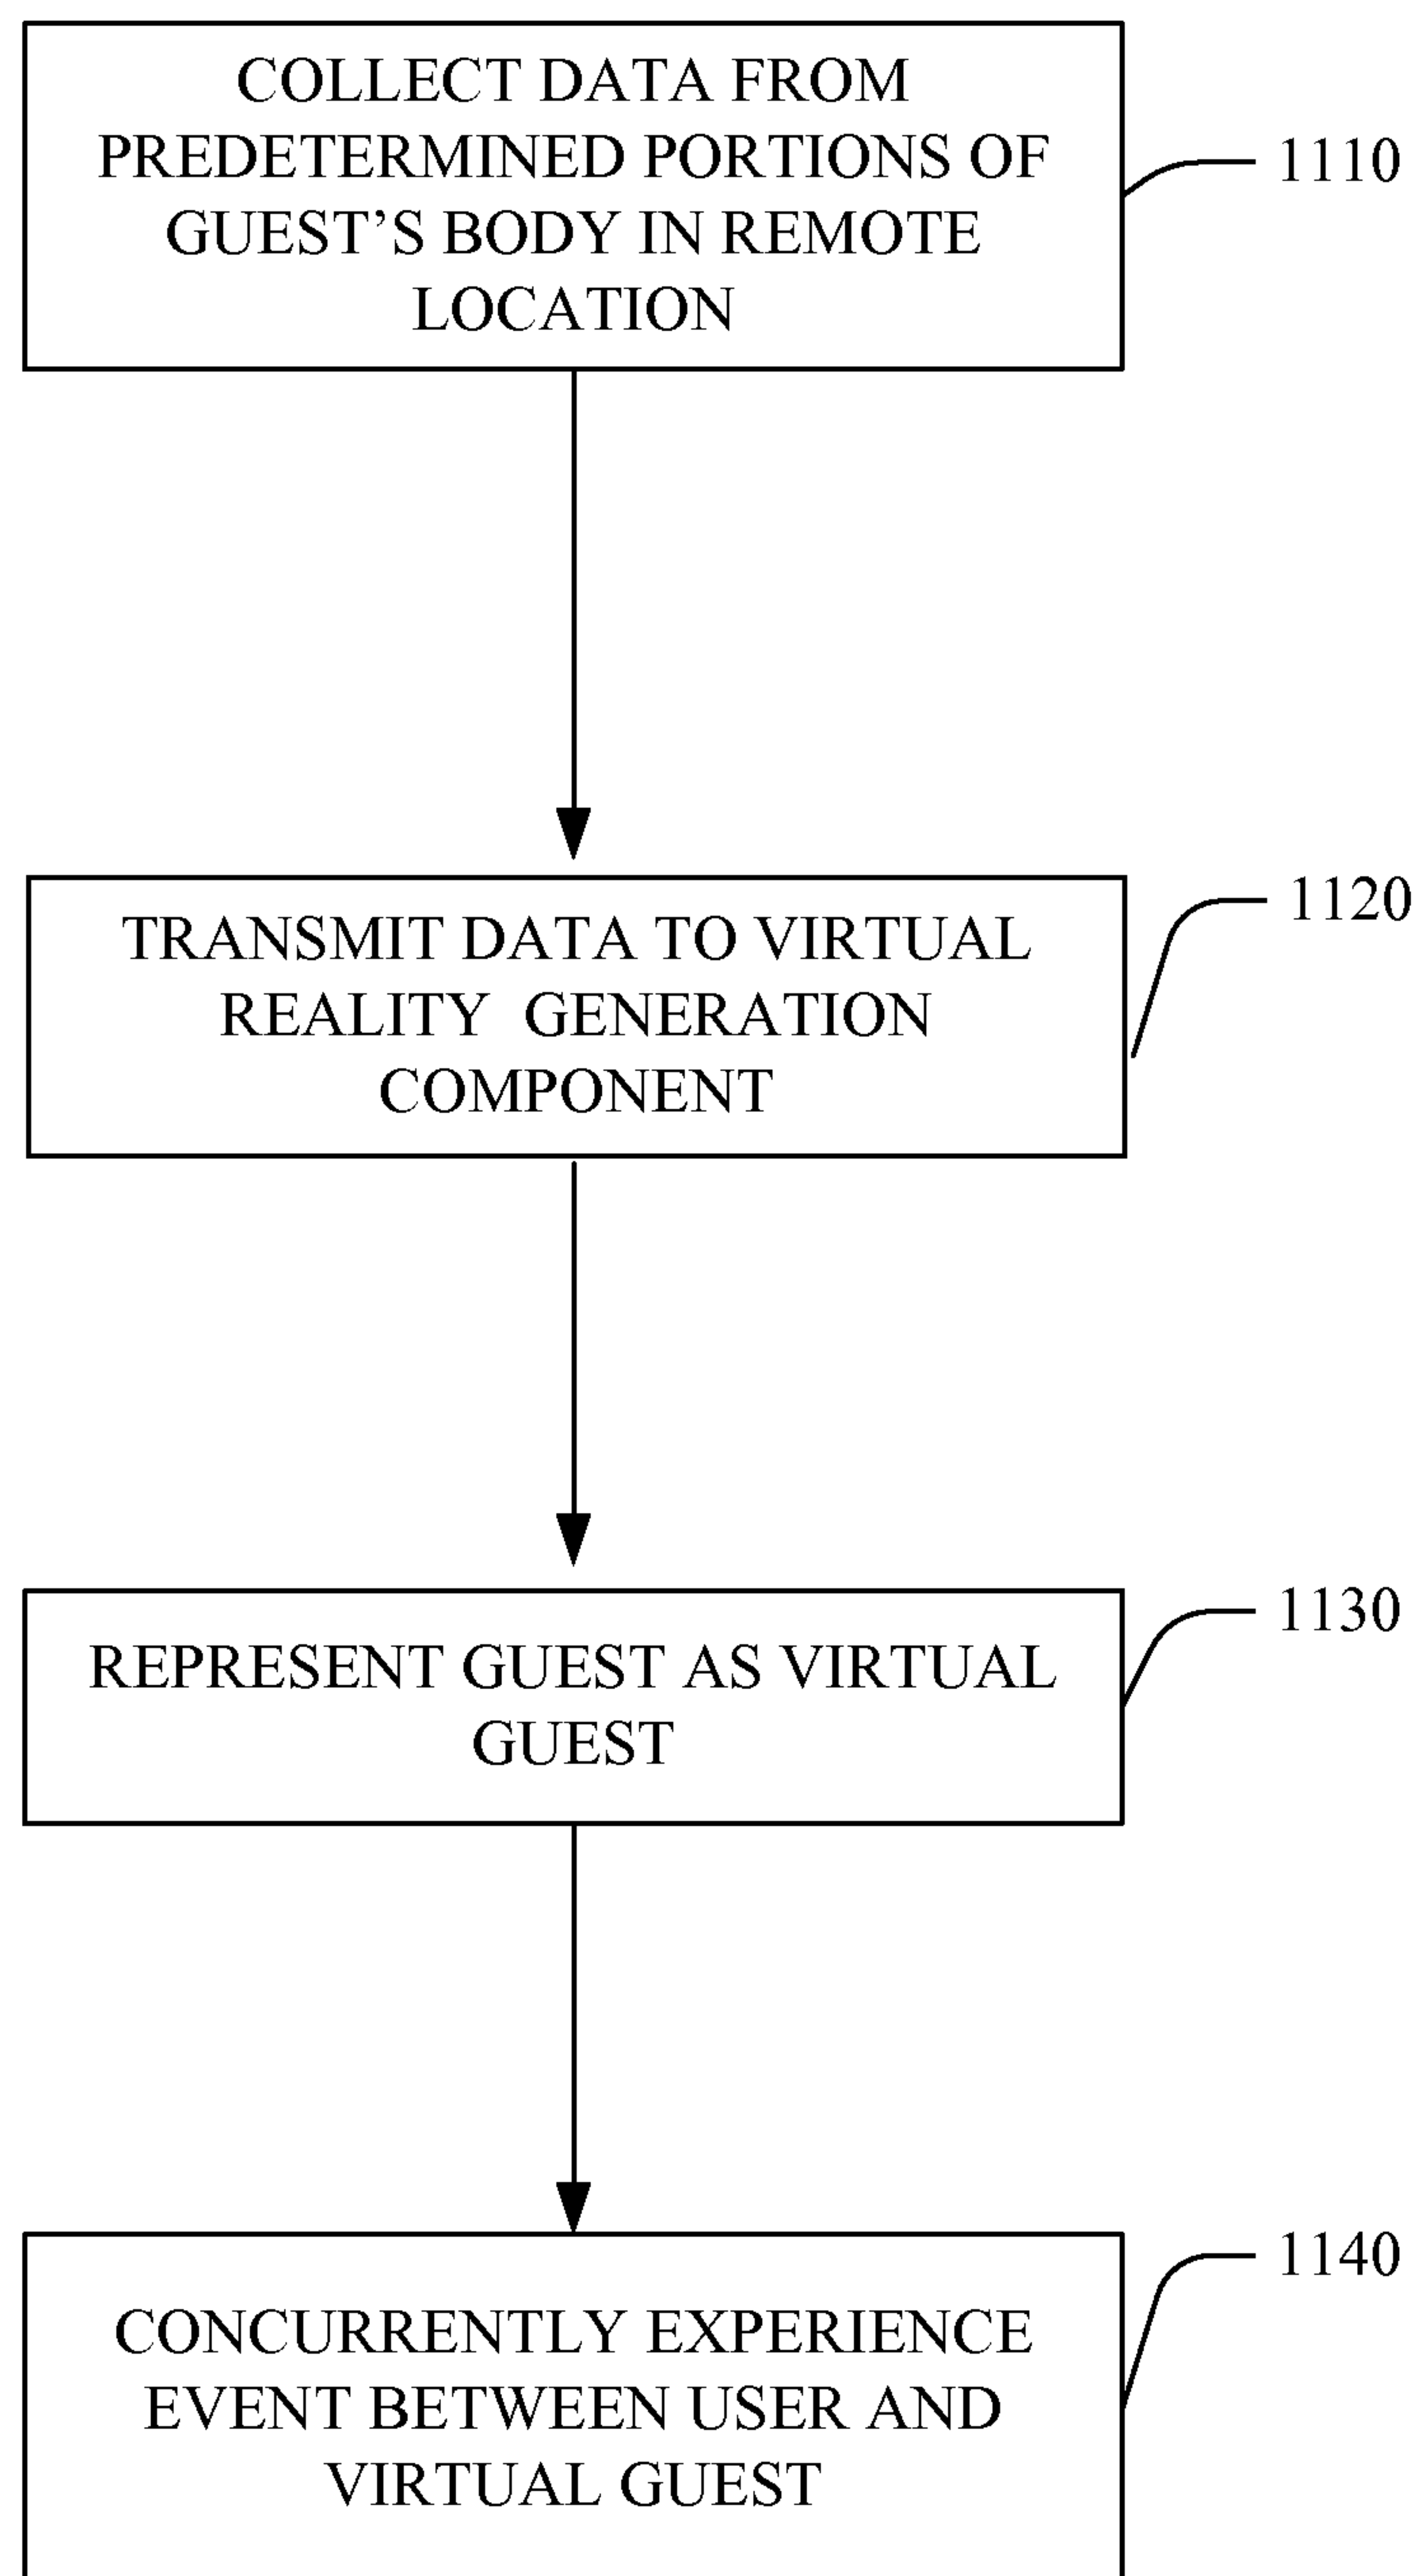 COLLECT DATA FROM
PREDETERMINED PORTIONS OF
GUEST’S BODY IN REMOTE
LOCATION
1110
TRANSMIT DATA TO VIRTUAL
REALITY GENERATION
COMPONENT
1120
REPRESENT GUEST AS VIRTUAL
GUEST
1130
CONCURRENTLY EXPERIENCE
EVENT BETWEEN USER AND
VIRTUAL GUEST
1140